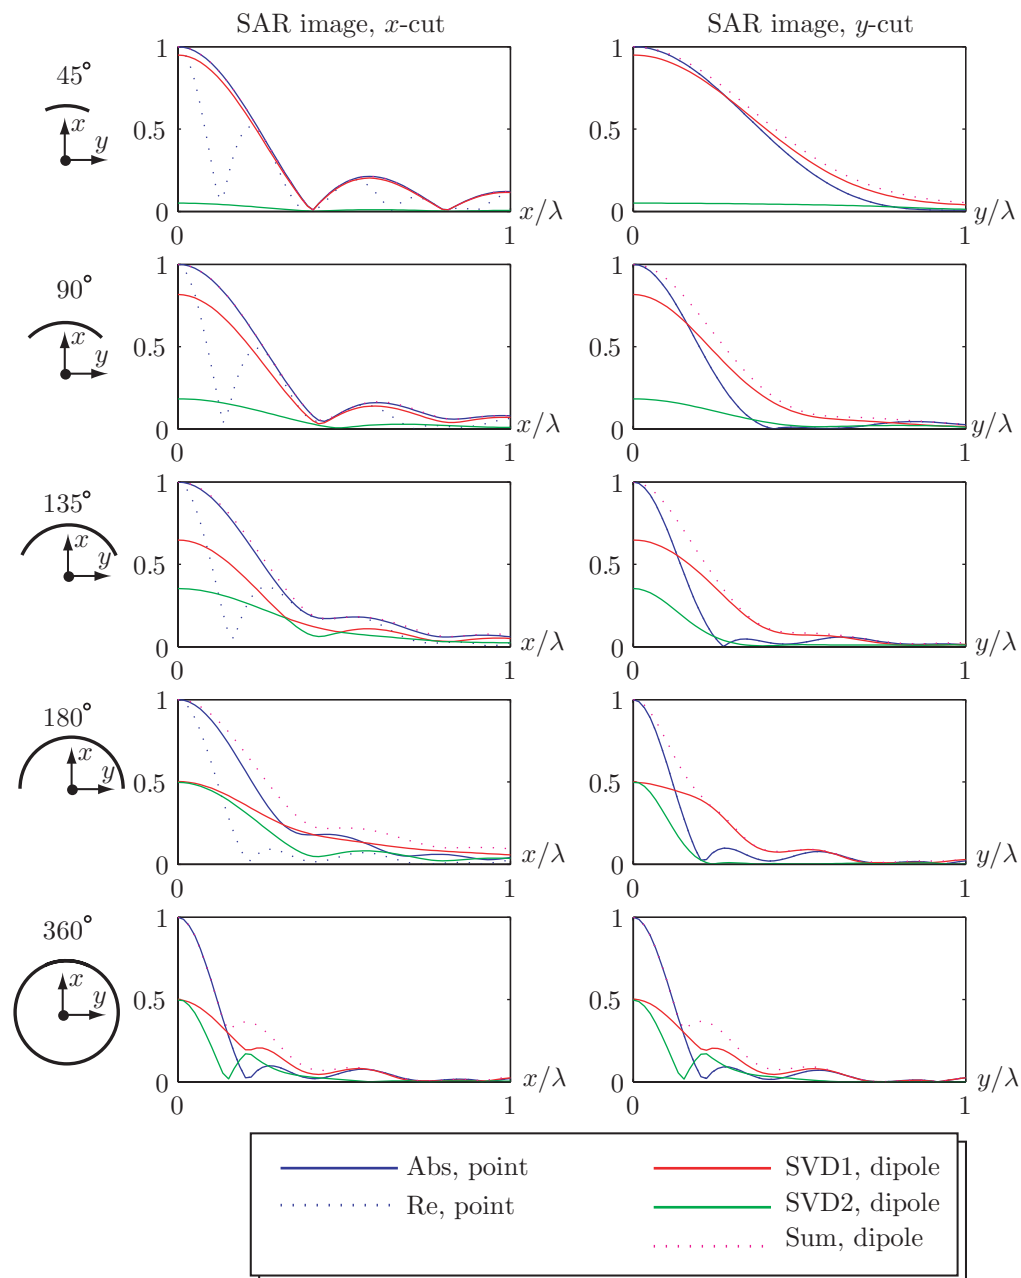 SAR image, x-cut
SAR image, y-cut
45°
x
y
1
0.5
0
0
1
x/λ
1
0.5
0
0
1
y/λ
90°
x
y
1
0.5
0
0
1
x/λ
1
0.5
0
0
1
y/λ
135°
x
y
1
0.5
0
0
1
x/λ
1
0.5
0
0
1
y/λ
180°
x
y
1
0.5
0
0
1
x/λ
1
0.5
0
0
1
y/λ
360°
x
y
1
0.5
0
0
1
x/λ
1
0.5
0
0
1
y/λ
Abs, point
Re, point
SVD1, dipole
SVD2, dipole
Sum, dipole